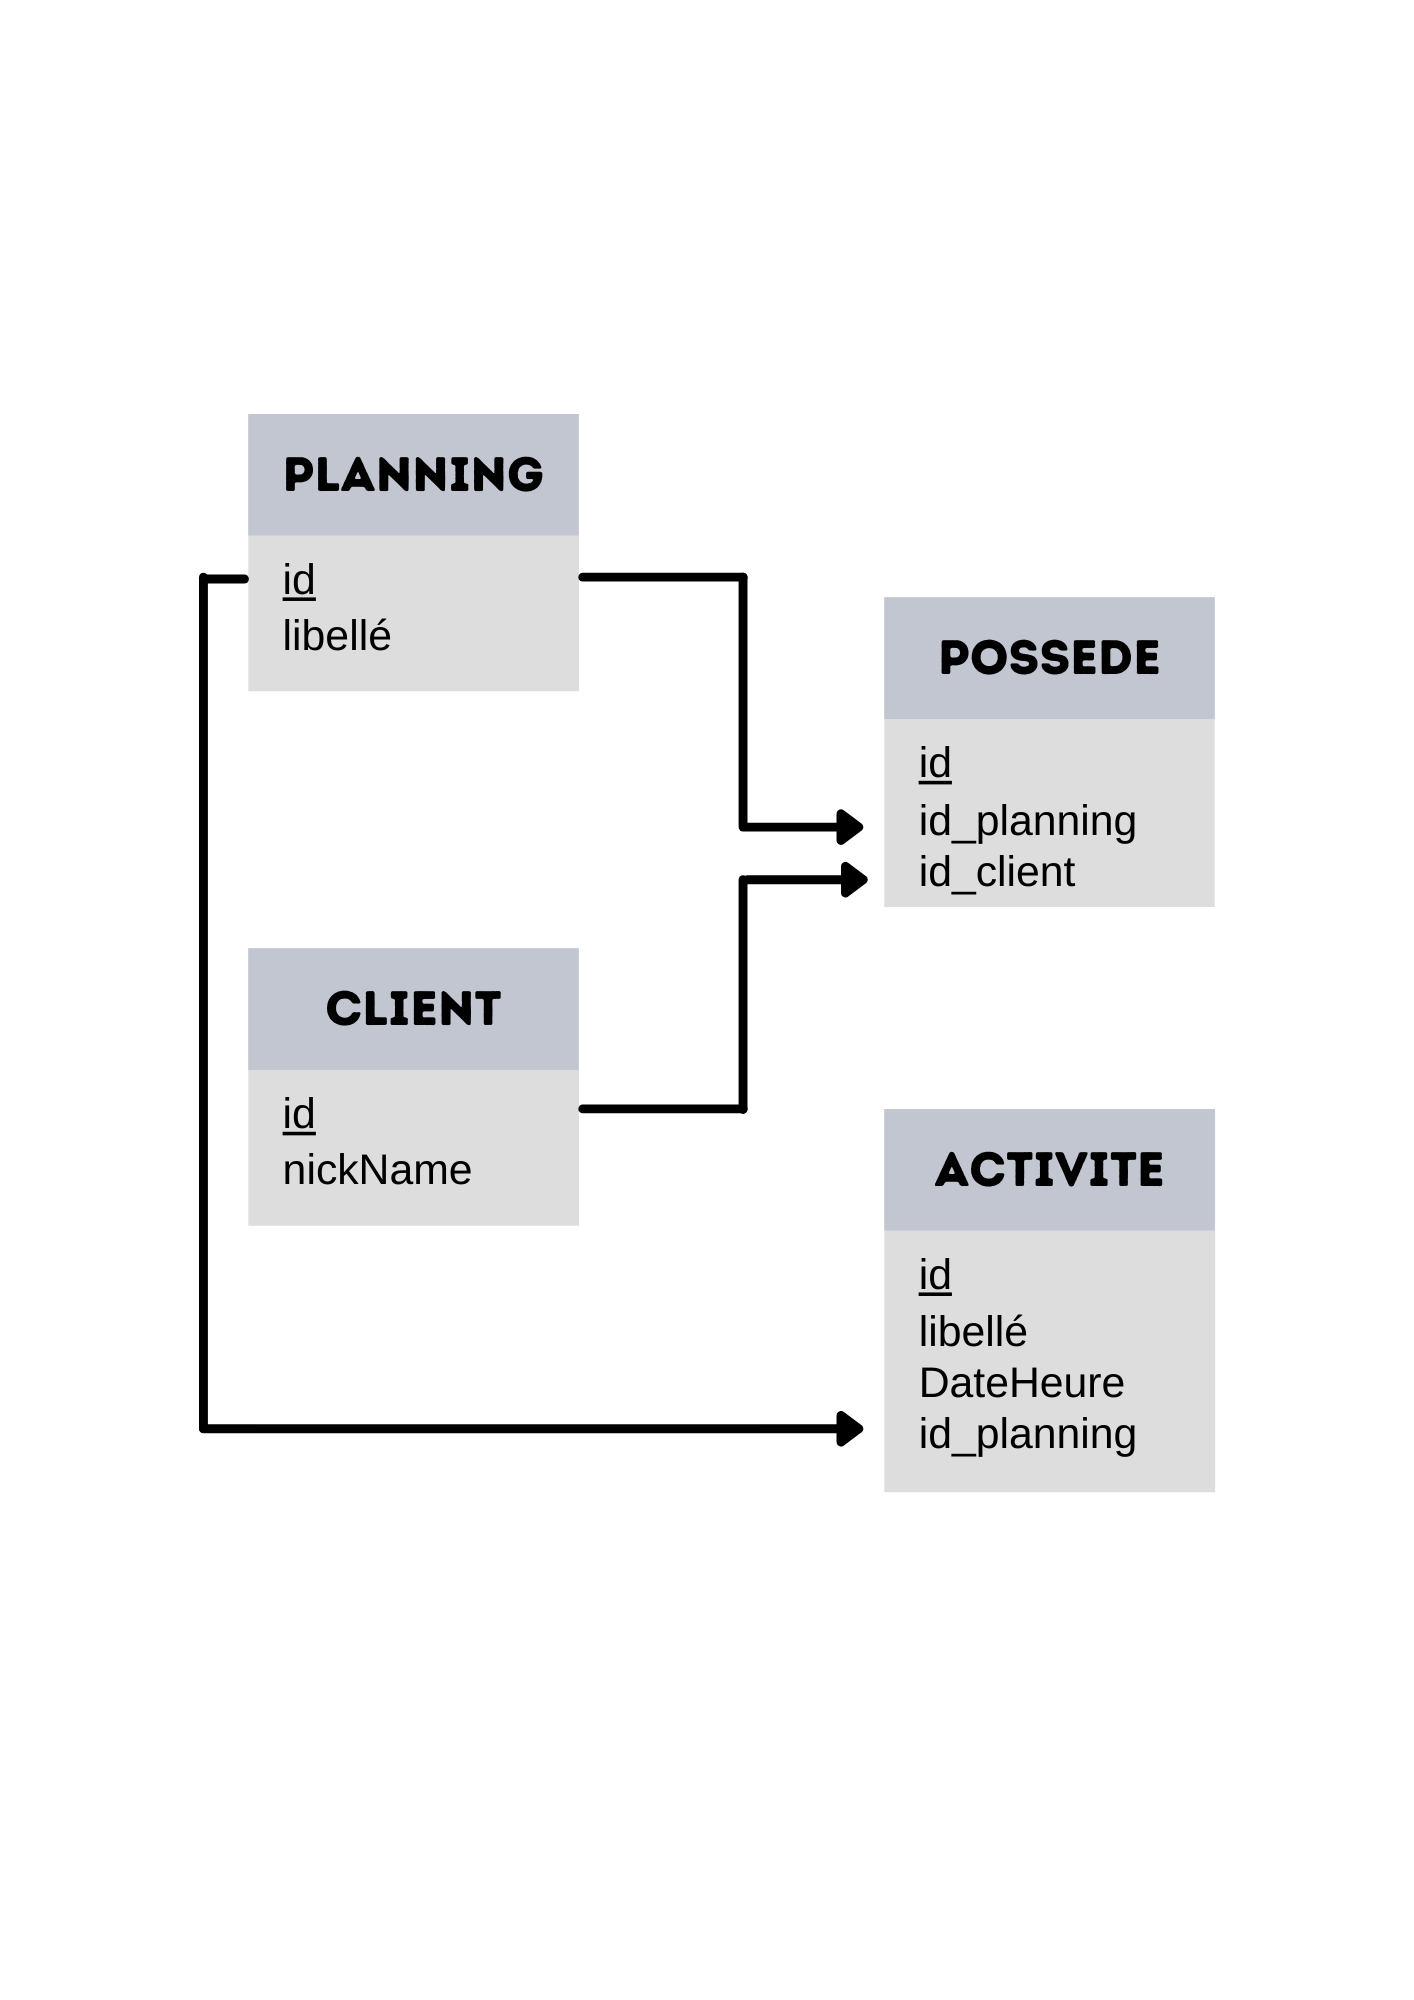 PLANNING
id
libellé
POSSEDE
id
id_planning
id_client
CLIENT
id
nickName
ACTIVITE
id
libellé
DateHeure
id_planning